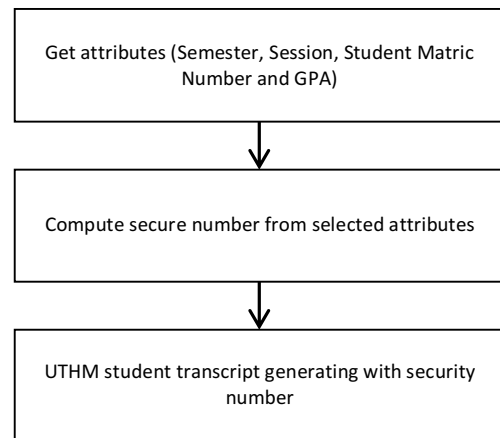 Get attributes (Semester, Session, Student Matric
Number and GPA)
Compute secure number from selected attributes
UTHM student transcript generating with security
number